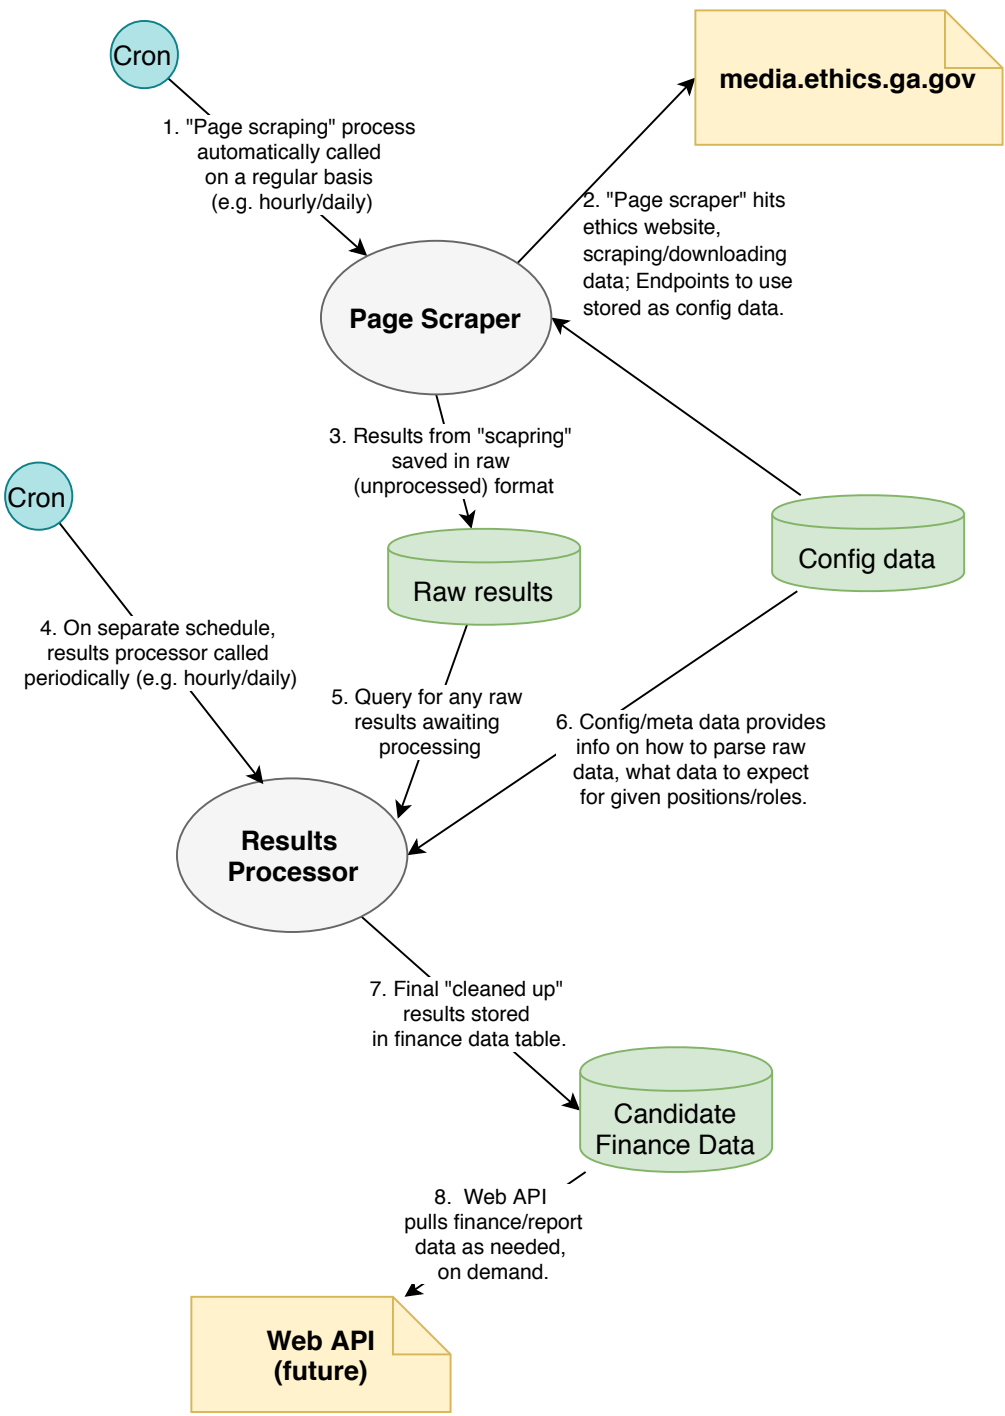 Cron
media.ethics.ga.gov
1. "Page scraping" process
automatically called
on a regular basis
(e.g. hourly/daily)
2. "Page scraper" hits
ethics website,
scraping/downloading
data; Endpoints to use
stored as config data.
Page Scraper
3. Results from "scapring"
saved in raw
(unprocessed) format
Cron
Config data
Raw results
4. On separate schedule,
results processor called
periodically (e.g. hourly/daily)
5. Query for any raw
results awaiting
processing
6. Config/meta data provides
info on how to parse raw
data, what data to expect
for given positions/roles.
Results
Processor
7. Final "cleaned up"
results stored
in finance data table.
Candidate
Finance Data
8.  Web API
pulls finance/report
data as needed,
on demand.
Web API
(future)